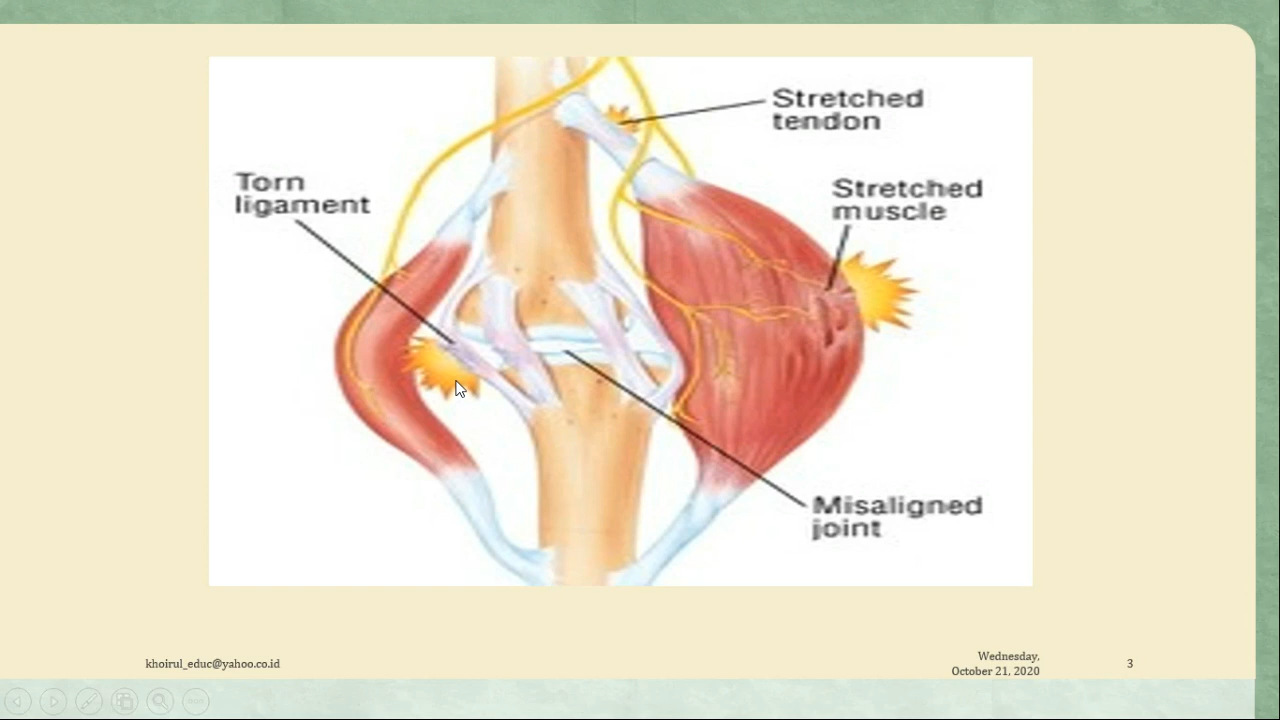 Stretched
tendon
Torn
ligament
Stretched
muscle
Misaligned
joint
khoirul_educ@yahoo.co.id
Wednesday,
October 21, 2020
3